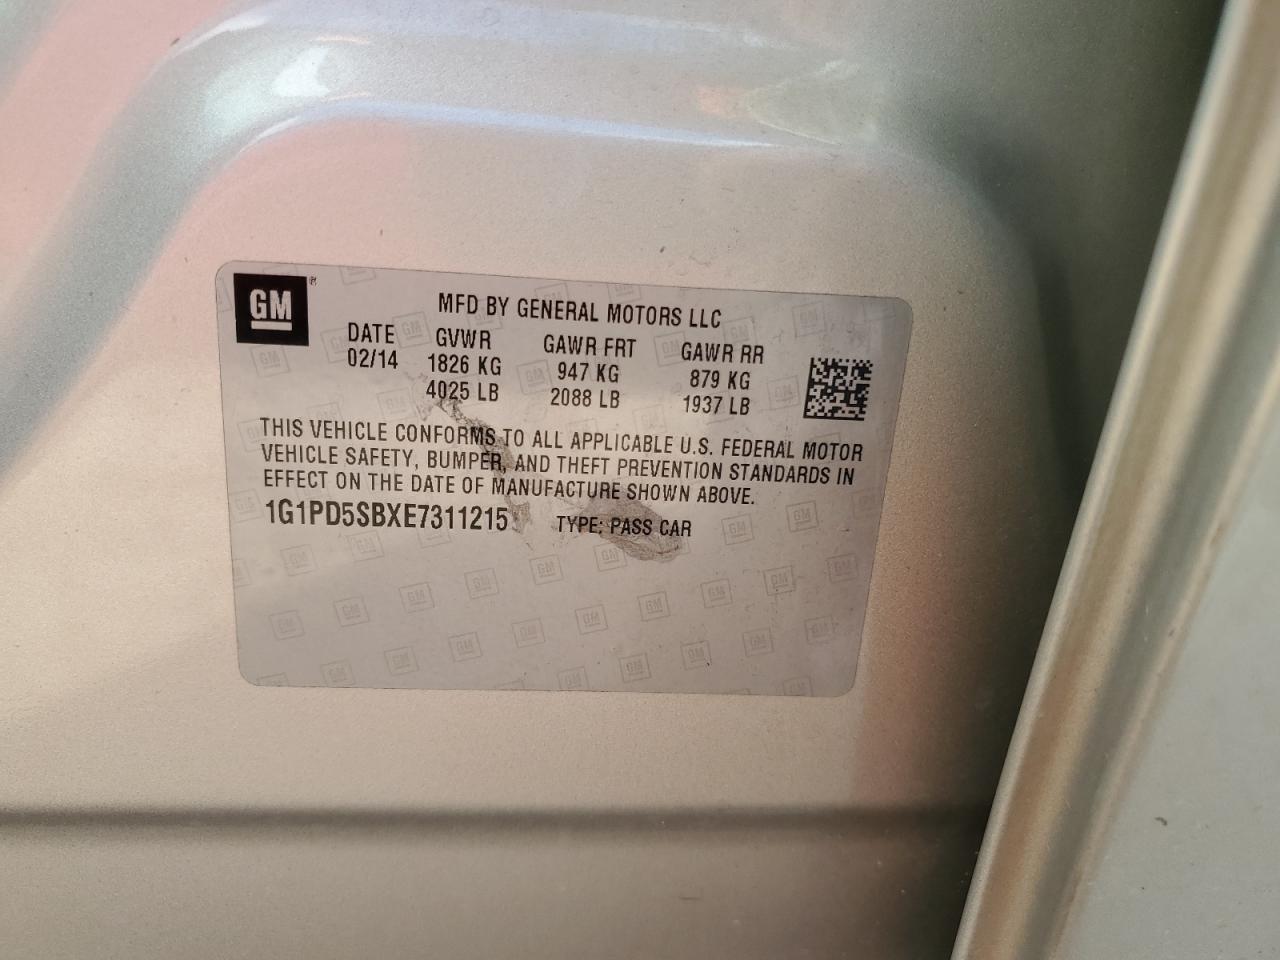 GM ®
MFD BY GENERAL MOTORS LLC
DATE GVWR GAWR FRT GAWR RR
02/14 1826 KG 947 KG 879 KG
4025 LB 2088 LB 1937 LB
THIS VEHICLE CONFORMS TO ALL APPLICABLE U.S. FEDERAL MOTOR
VEHICLE SAFETY, BUMPER, AND THEFT PREVENTION STANDARDS IN
EFFECT ON THE DATE OF MANUFACTURE SHOWN ABOVE.
1G1PD5SBXE7311215 TYPE: PASS CAR